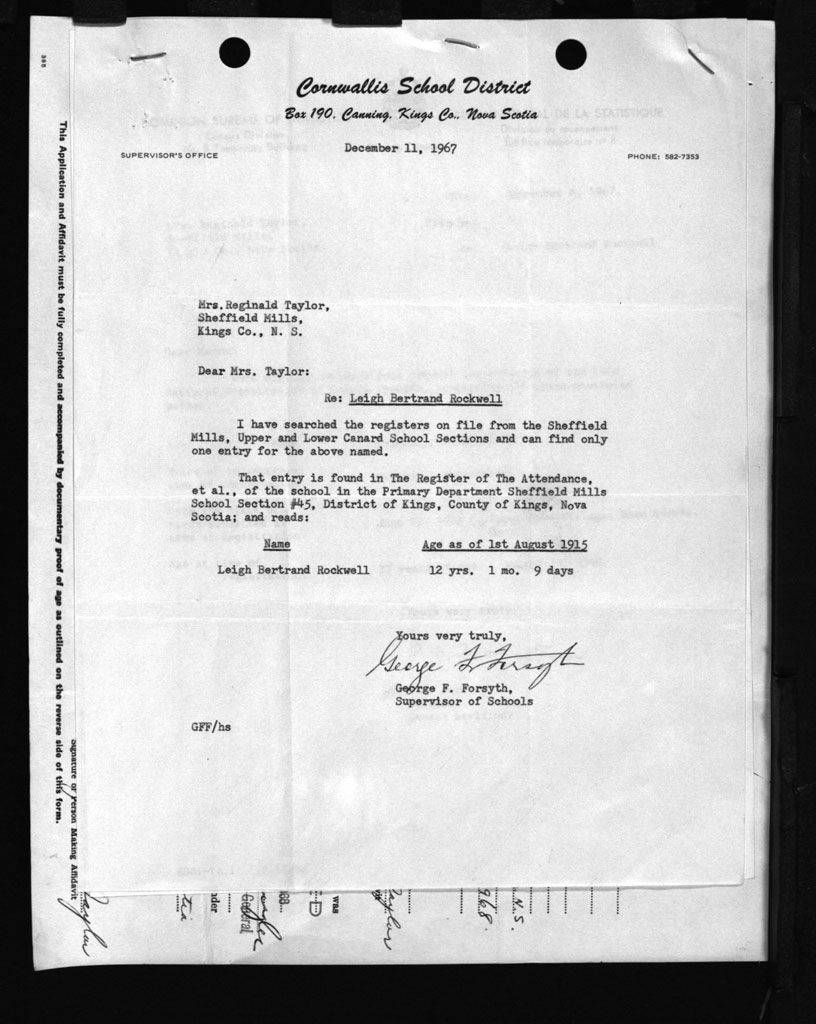 Cornwallis School District
Box 190, Canning, Kings Co., Nova Scotia
December 11, 1967
SUPERVISOR'S OFFICE
PHONE: 582-7353
Mrs.Reginald Taylor,
Sheffield Mills,
Kings Co., N. S.
Dear Mrs. Taylor:
Re: Leigh Bertrand Rockwell
I have searched the registers on file from the Sheffield
Mills, Upper and Lower Canard School Sections and can find only
one entry for the above named.
That entry is found in The Register of The Attendance,
et al., of the school in the Primary Department Sheffield Mills
School Section #45, District of Kings, County of Kings, Nova
Scotia; and reads:
Name Age as of 1st August 1915
Leigh Bertrand Rockwell 12 yrs. 1 mo. 9 days
Yours very truly,
George F. Forsyth
George F. Forsyth,
Supervisor of Schools
GFF/hs
This Application and Affidavit must be fully completed and accompanied by documentary proof of age as outlined on the reverse side of this form.
Signature of Person Making Affidavit
Taylor
General
was
D
Taylor
968
N.S.